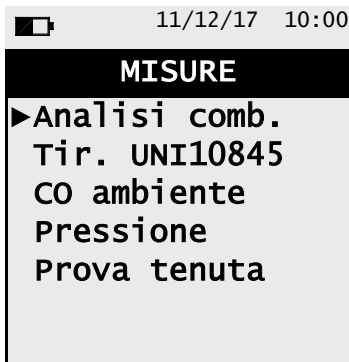 11/12/17 10:00
MISURE
Analisi comb.
Tir. UNI10845
CO ambiente
Pressione
Prova tenuta